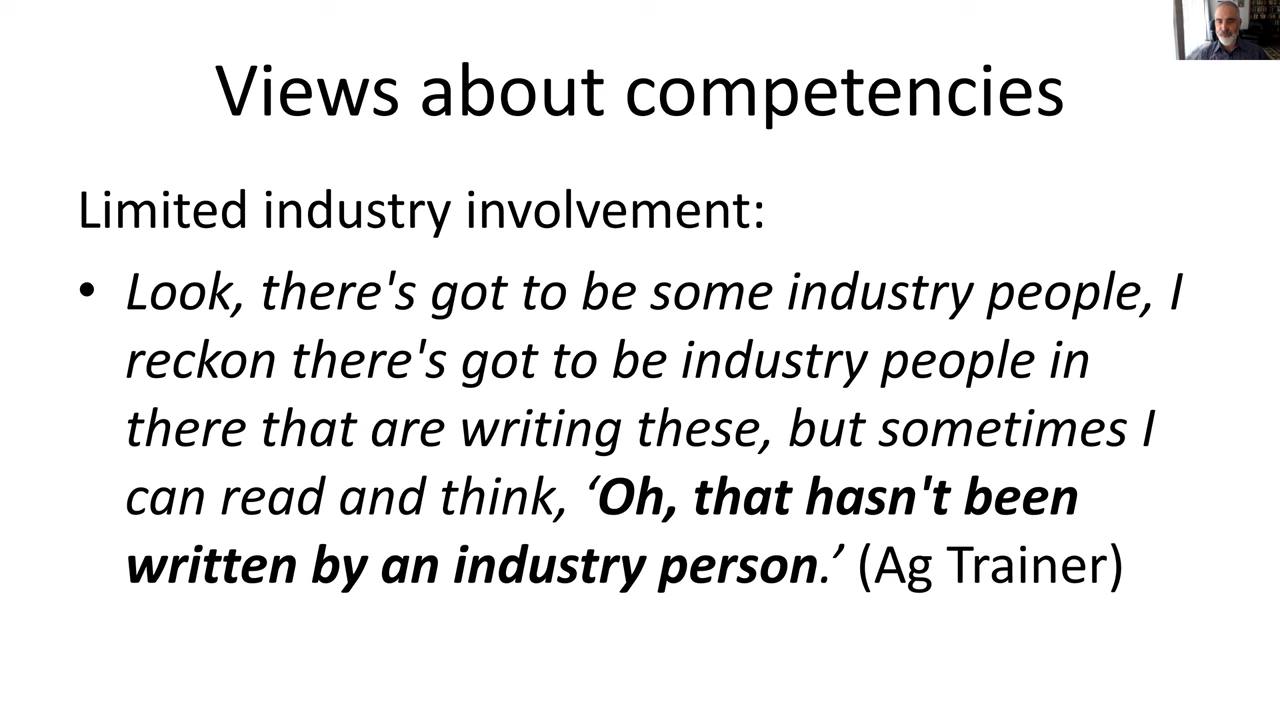 Views about competencies
Limited industry involvement:
• Look, there's got to be some industry people, I
reckon there's got to be industry people in
there that are writing these, but sometimes I
can read and think, ‘Oh, that hasn't been
written by an industry person.’ (Ag Trainer)